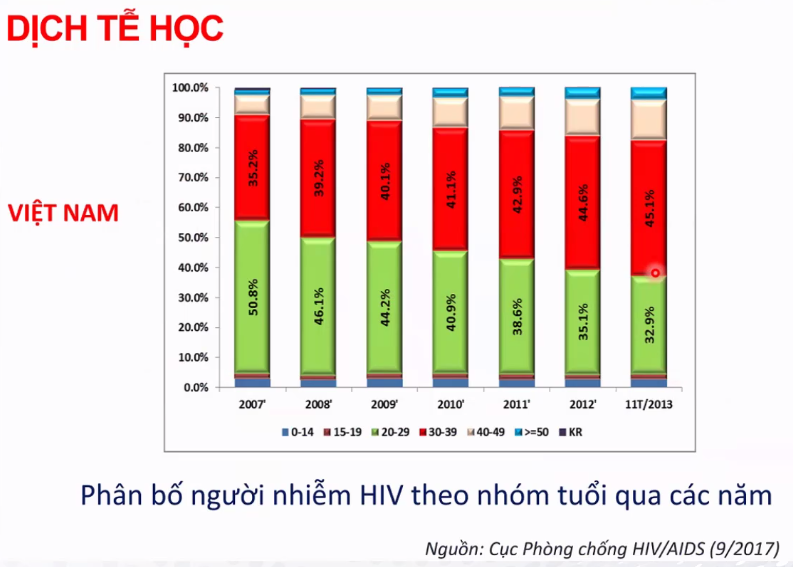 DỊCH TỄ HỌC
VIỆT NAM
100.0%
90.0%
80.0%
70.0%
60.0%
50.0%
40.0%
30.0%
20.0%
10.0%
0.0%
35.2% 39.2% 40.1% 41.1% 42.9% 44.6% 45.1%
50.8% 46.1% 44.2% 40.9% 38.6% 35.1% 32.9%
2007' 2008' 2009' 2010' 2011' 2012' 11T/2013
0-14 15-19 20-29 30-39 40-49 >=50 KR
Phân bố người nhiễm HIV theo nhóm tuổi qua các năm
Nguồn: Cục Phòng chống HIV/AIDS (9/2017)